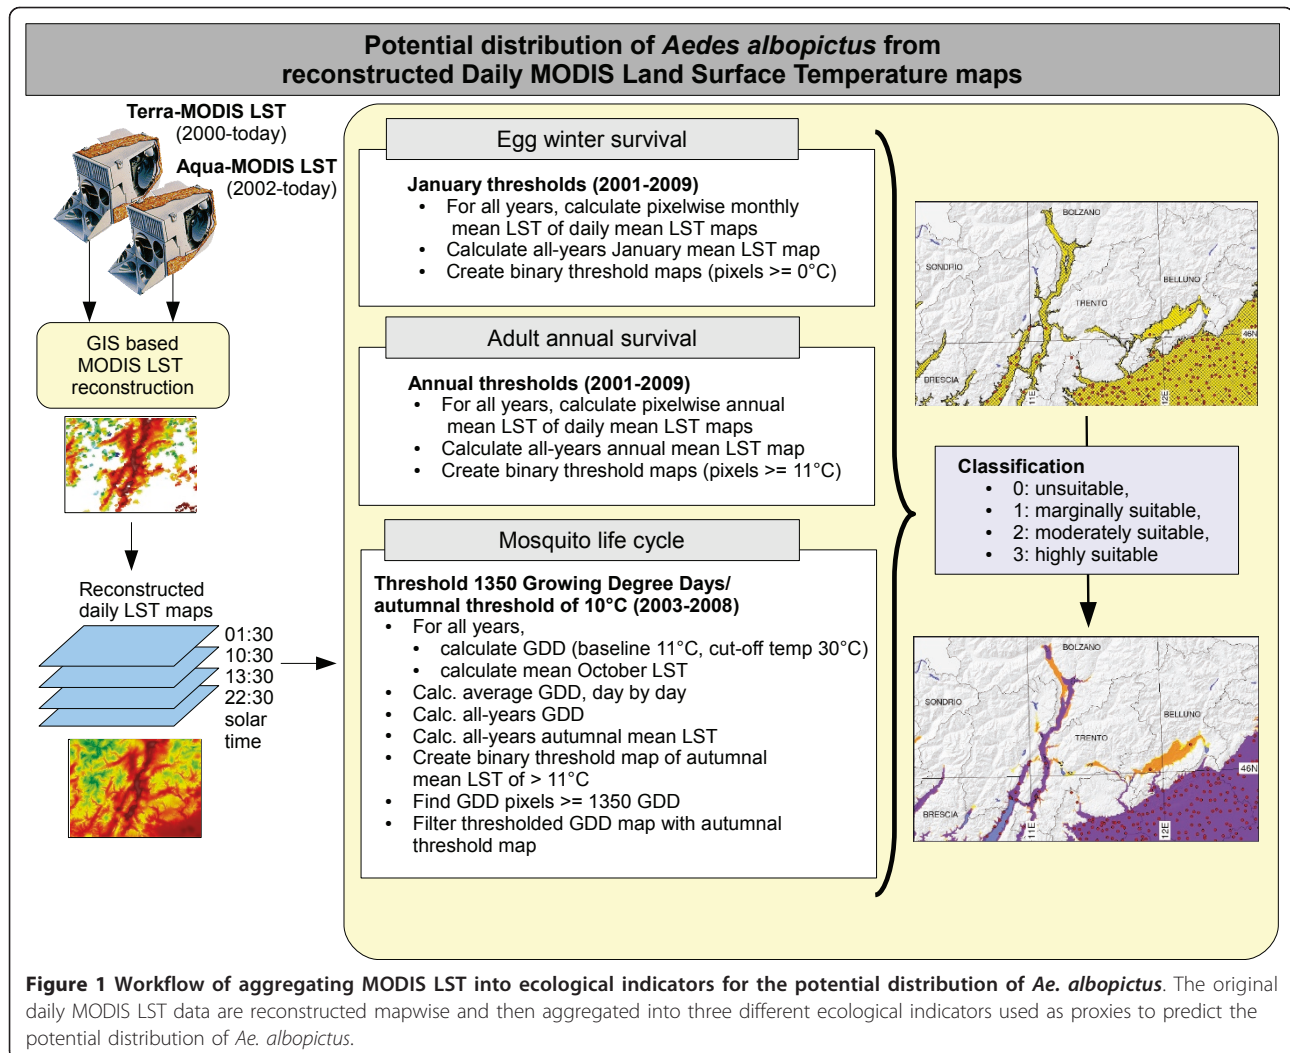 Potential distribution of Aedes albopictus from
reconstructed Daily MODIS Land Surface Temperature maps
Terra-MODIS LST
(2000-today)
Aqua-MODIS LST
(2002-today)
GIS based
MODIS LST
reconstruction
Reconstructed
daily LST maps
01:30
10:30
13:30
22:30
solar
time
Egg winter survival
January thresholds (2001-2009)
• For all years, calculate pixelwise monthly
mean LST of daily mean LST maps
• Calculate all-years January mean LST map
• Create binary threshold maps (pixels >= 0°C)
Adult annual survival
Annual thresholds (2001-2009)
• For all years, calculate pixelwise annual
mean LST of daily mean LST maps
• Calculate all-years annual mean LST map
• Create binary threshold maps (pixels >= 11°C)
Mosquito life cycle
Threshold 1350 Growing Degree Days/
autumnal threshold of 10°C (2003-2008)
• For all years,
• calculate GDD (baseline 11°C, cut-off temp 30°C)
• calculate mean October LST
• Calc. average GDD, day by day
• Calc. all-years GDD
• Calc. all-years autumnal mean LST
• Create binary threshold map of autumnal
mean LST of > 11°C
• Find GDD pixels >= 1350 GDD
• Filter thresholded GDD map with autumnal
threshold map
BOLZANO
SONDRIO
BELLUNO
TRENTO
46N
BRESCIA
11E
12E
Classification
• 0: unsuitable,
• 1: marginally suitable,
• 2: moderately suitable,
• 3: highly suitable
BOLZANO
SONDRIO
BELLUNO
TRENTO
46N
BRESCIA
11E
12E
Figure 1 Workflow of aggregating MODIS LST into ecological indicators for the potential distribution of Ae. albopictus. The original
daily MODIS LST data are reconstructed mapwise and then aggregated into three different ecological indicators used as proxies to predict the
potential distribution of Ae. albopictus.